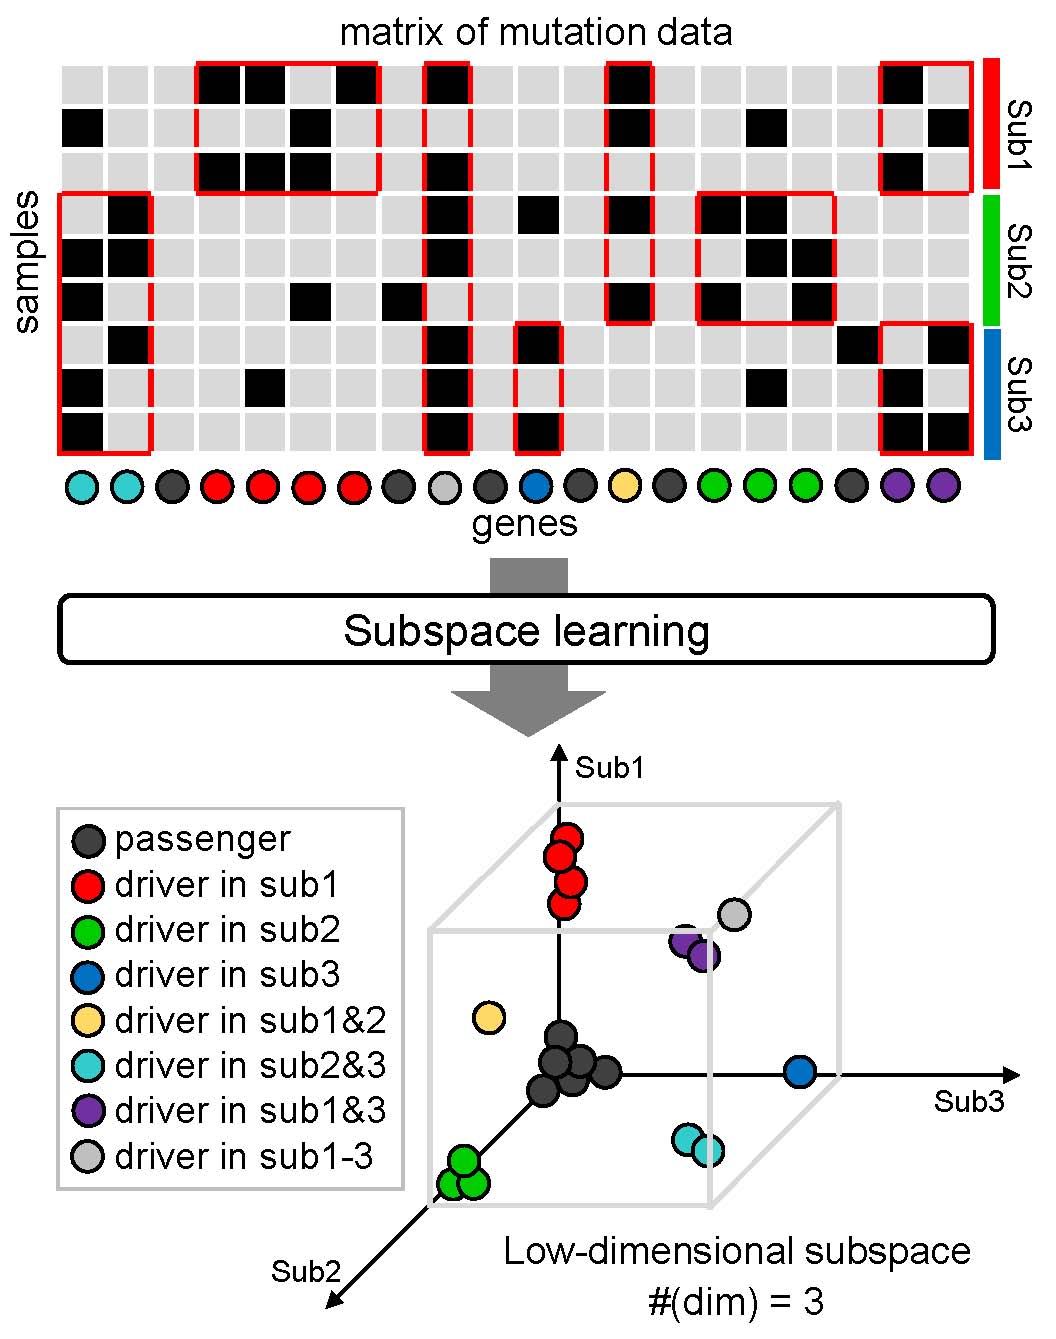 matrix of mutation data
samples
Sub1
Sub2
Sub3
genes
Subspace learning
Sub1
passenger
driver in sub1
driver in sub2
driver in sub3
driver in sub1&2
driver in sub2&3
driver in sub1&3
driver in sub1-3
Sub3
Sub2
Low-dimensional subspace
#(dim) = 3